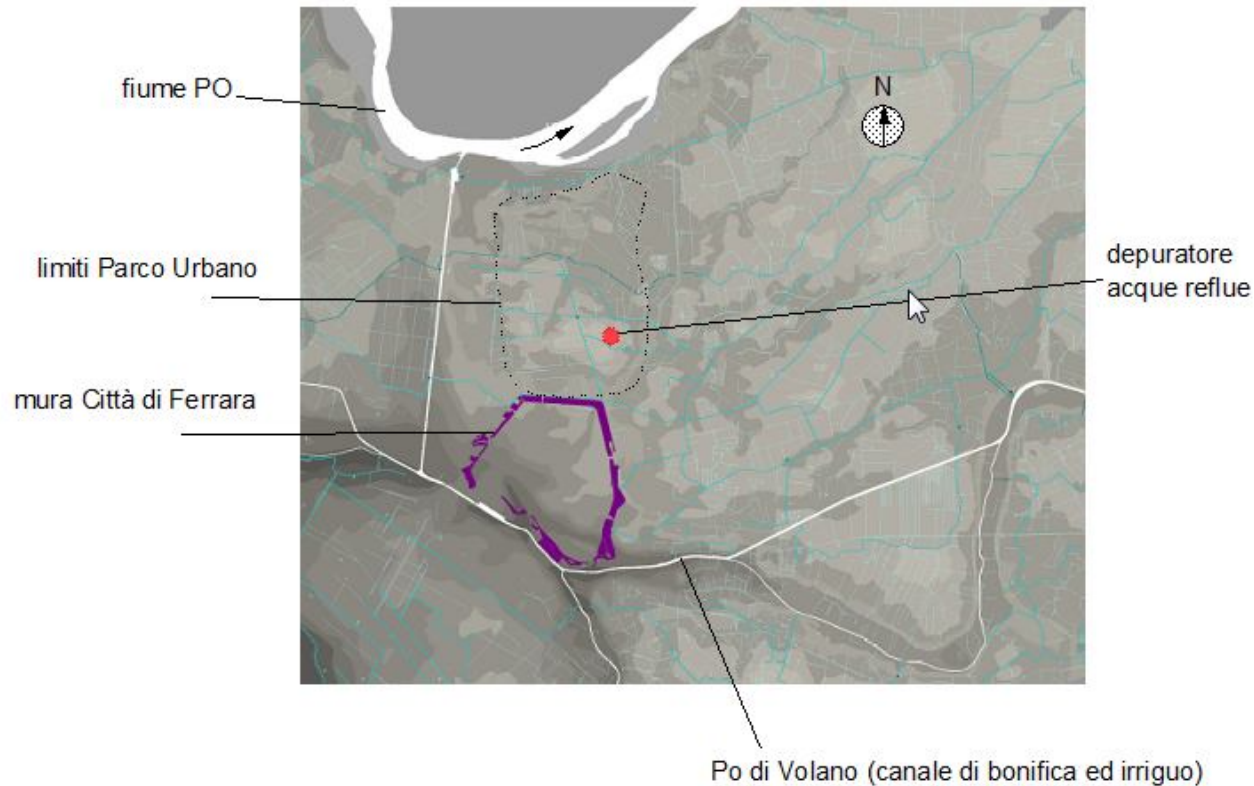 fiume PO
N
limiti Parco Urbano
depuratore
acque reflue
mura Città di Ferrara
Po di Volano (canale di bonifica ed irriguo)